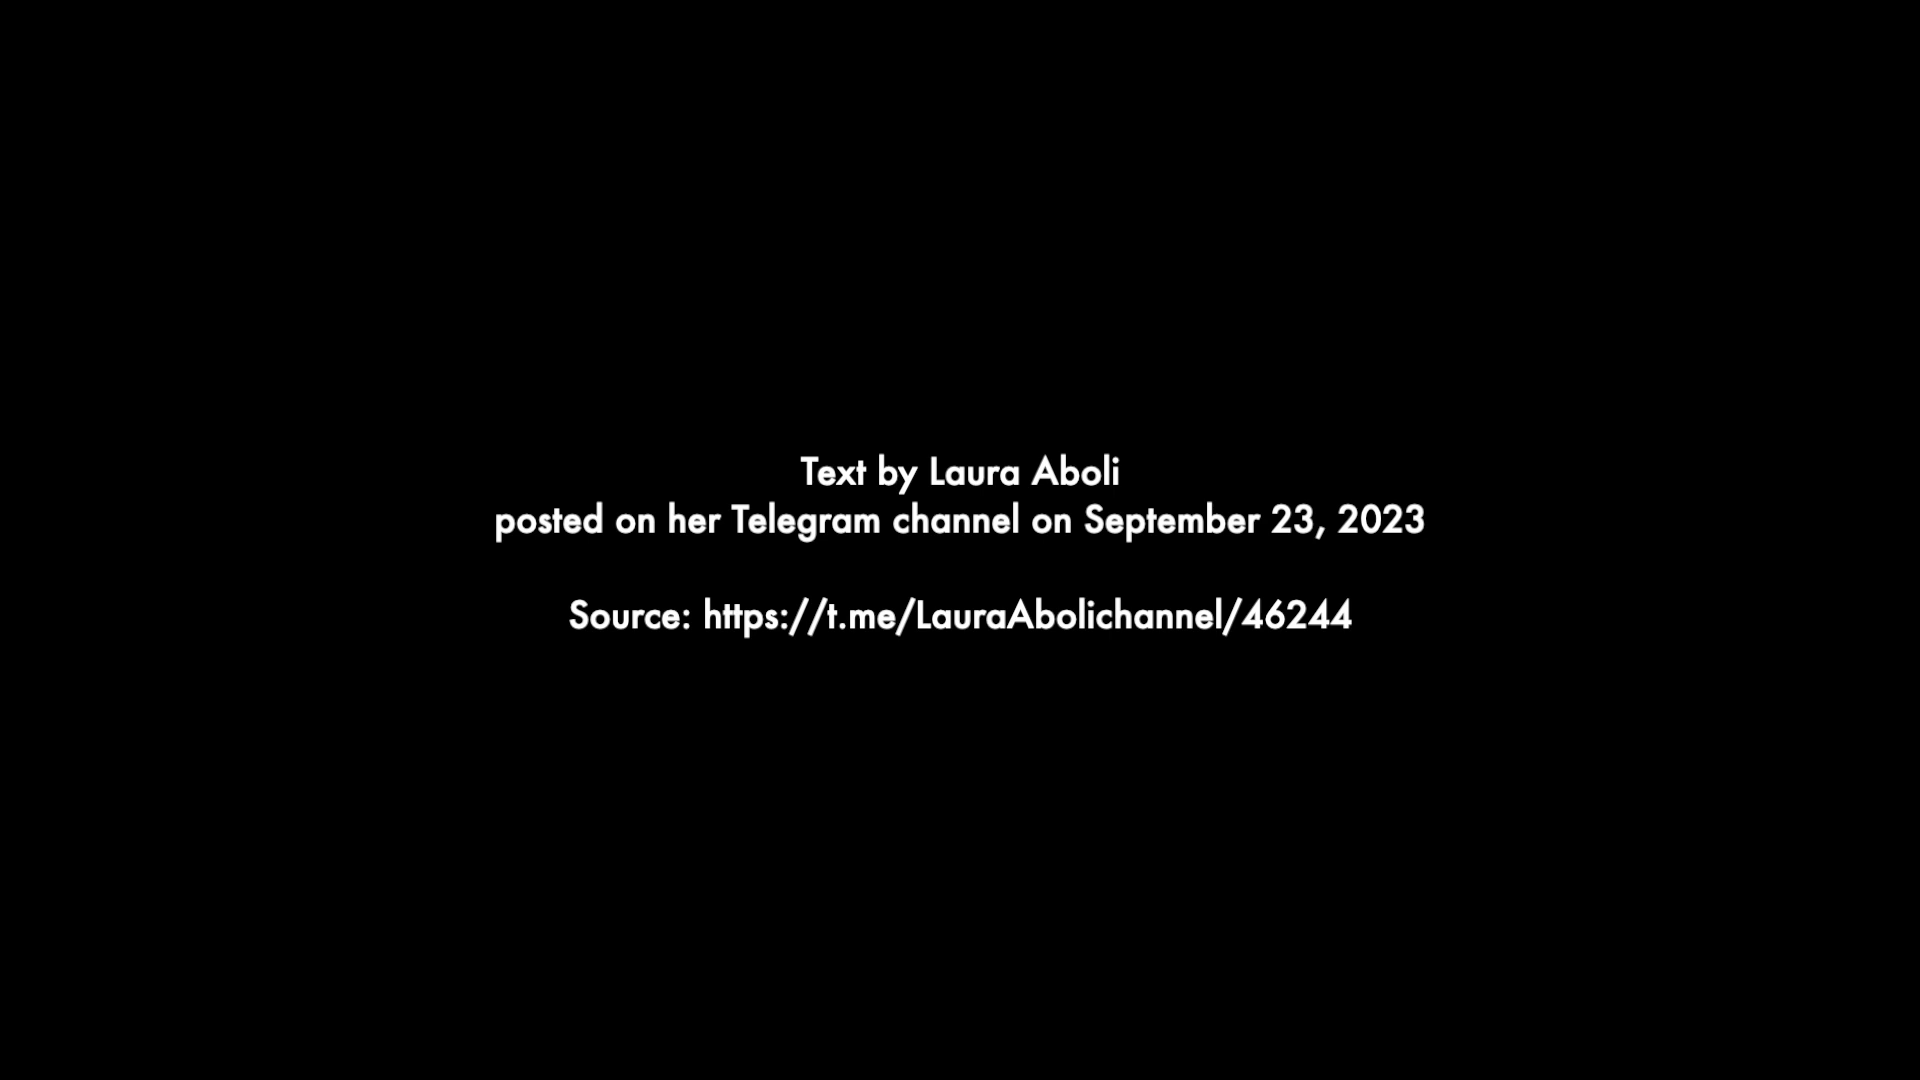 Text by Laura Aboli
posted on her Telegram channel on September 23, 2023
Source: https://t.me/LauraAbolichannel/46244